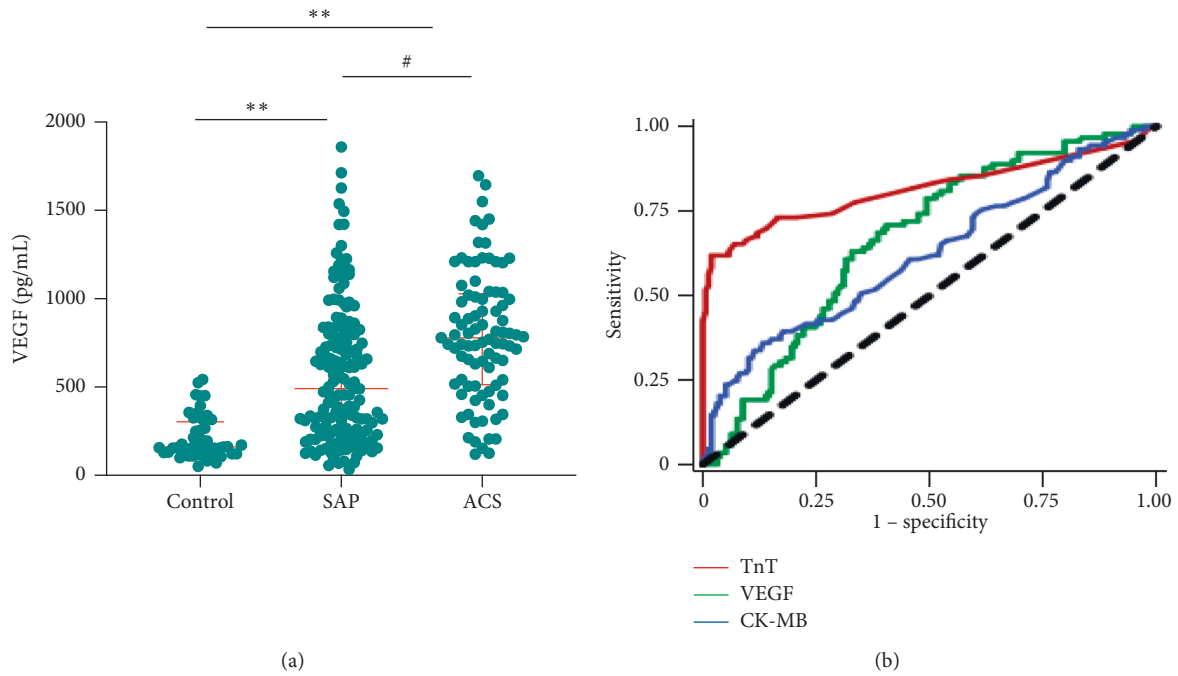 **
#
**
2000
1500
1000
500
0
VEGF (pg/mL)
Control SAP ACS
(a)
1.00
0.75
0.50
0.25
0
Sensitivity
0 0.25 0.50 0.75 1.00
1 – specificity
TnT
VEGF
CK-MB
(b)